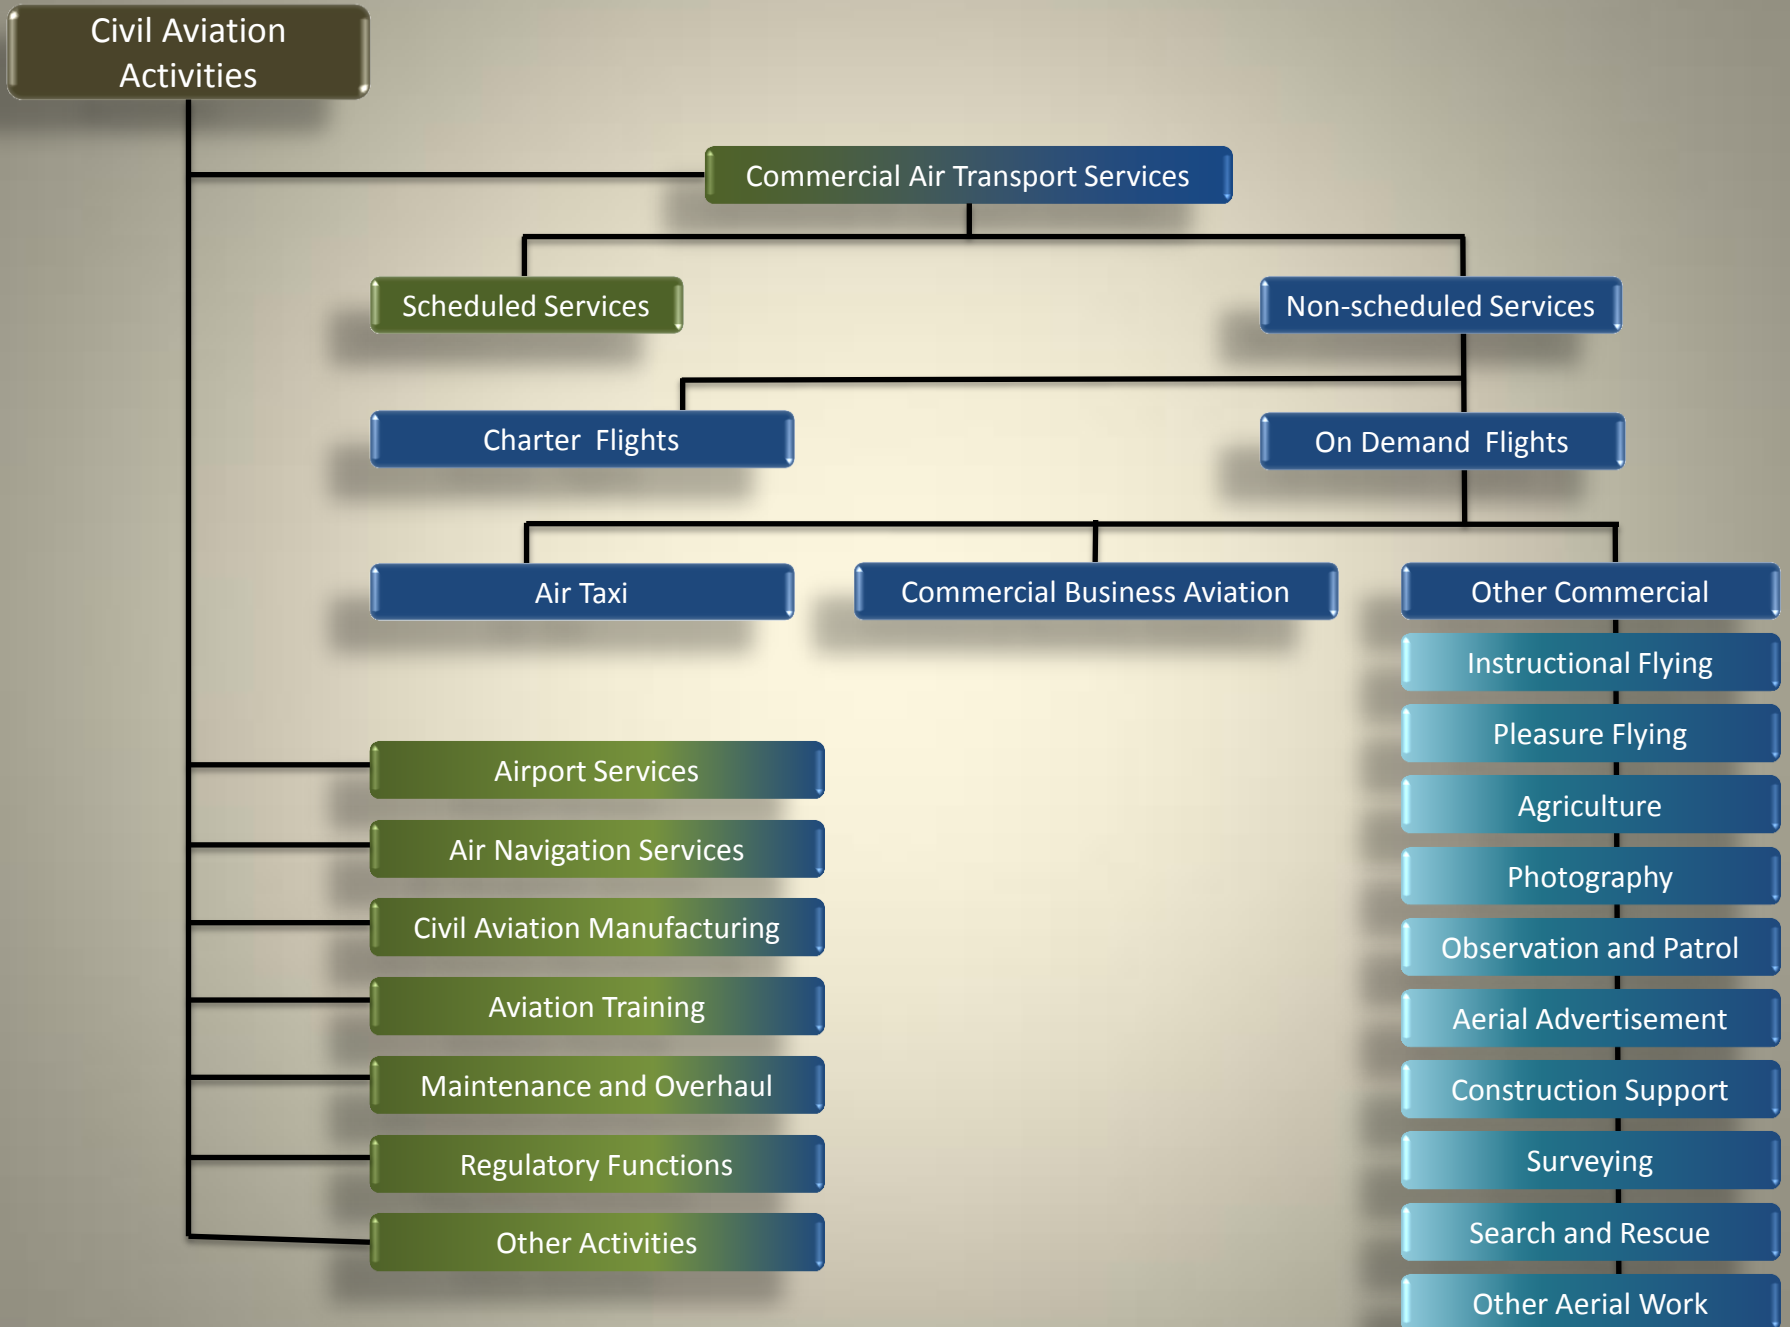 Civil Aviation
Activities
Commercial Air Transport Services
Scheduled Services
Non-scheduled Services
Charter  Flights
On Demand  Flights
Air Taxi
Commercial Business Aviation
Other Commercial
Instructional Flying
Pleasure Flying
Agriculture
Photography
Observation and Patrol
Aerial Advertisement
Construction Support
Surveying
Search and Rescue
Other Aerial Work
Airport Services
Air Navigation Services
Civil Aviation Manufacturing
Aviation Training
Maintenance and Overhaul
Regulatory Functions
Other Activities